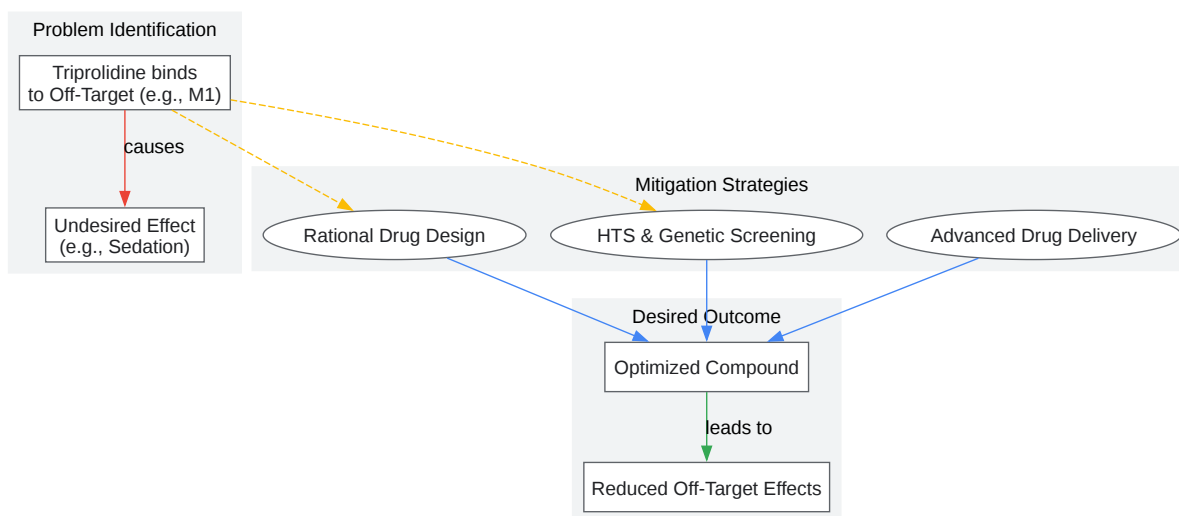 Problem Identification
Triprolidine binds
to Off-Target (e.g., M1)
causes
Undesired Effect
(e.g., Sedation)
Mitigation Strategies
Rational Drug Design
HTS & Genetic Screening
Advanced Drug Delivery
Desired Outcome
Optimized Compound
leads to
Reduced Off-Target Effects